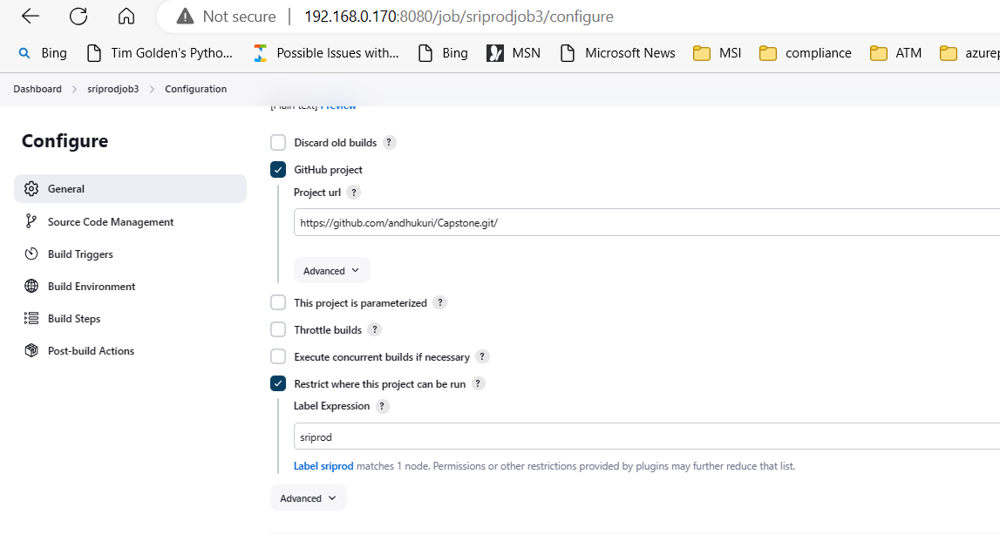 Not secure | 192.168.0.170:8080/job/sriprodjob3/configure
Bing Tim Golden's Pytho... Possible Issues with... Bing MSN Microsoft News MSI compliance ATM azurep
Dashboard > sriprodjob3 > Configuration
[Plain text] Preview
Configure
General
Source Code Management
Build Triggers
Build Environment
Build Steps
Post-build Actions
Discard old builds ?
GitHub project
Project url ?
https://github.com/andhukuri/Capstone.git/
Advanced
This project is parameterized ?
Throttle builds ?
Execute concurrent builds if necessary ?
Restrict where this project can be run ?
Label Expression ?
sriprod
Label sriprod matches 1 node. Permissions or other restrictions provided by plugins may further reduce that list.
Advanced